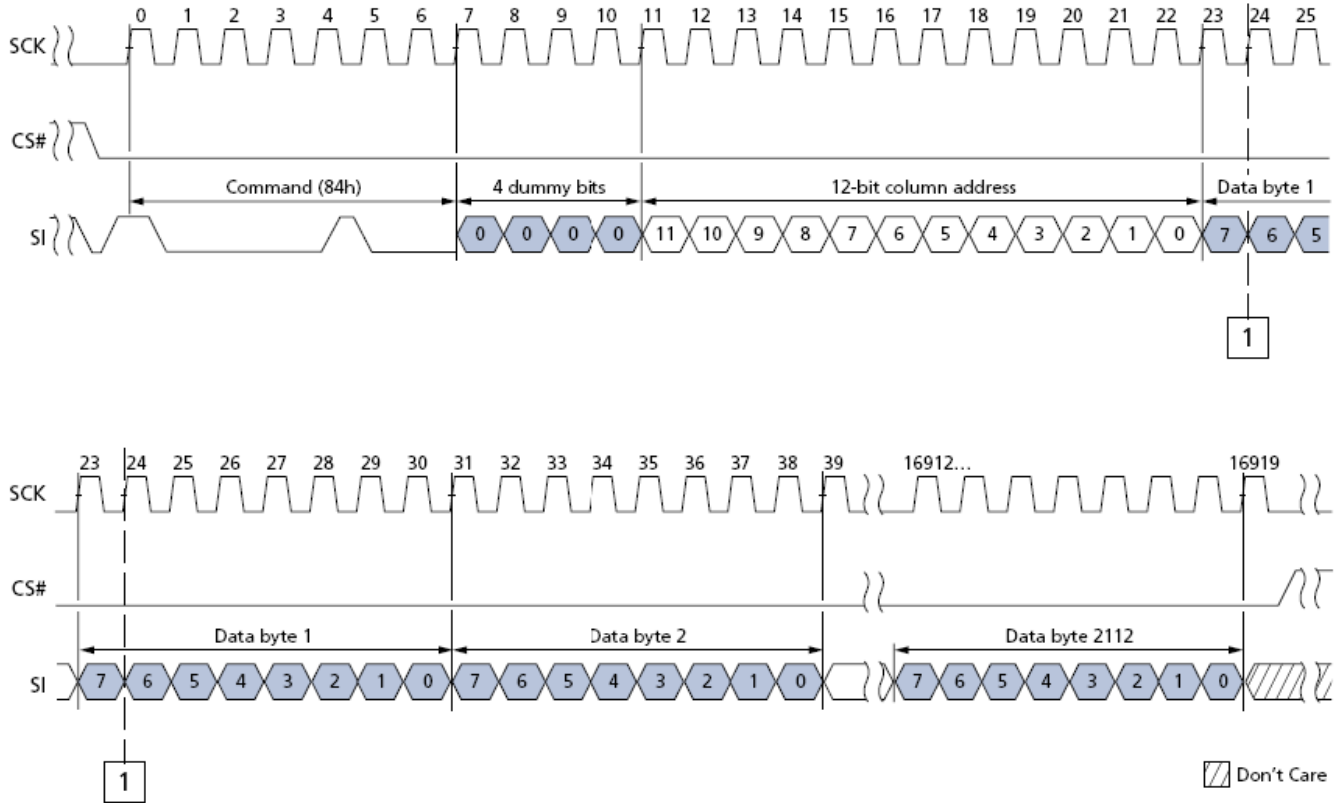 0 1 2 3 4 5 6 7 8 9 10 11 12 13 14 15 16 17 18 19 20 21 22 23 24 25
SCK
CS#
Command (84h) 4 dummy bits 12-bit column address Data byte 1
SI 0 0 0 0 11 10 9 8 7 6 5 4 3 2 1 0 7 6 5
1
23 24 25 26 27 28 29 30 31 32 33 34 35 36 37 38 39 16912... 16919
SCK
CS#
Data byte 1 Data byte 2 Data byte 2112
SI 7 6 5 4 3 2 1 0 7 6 5 4 3 2 1 0 7 6 5 4 3 2 1 0
1
Don't Care